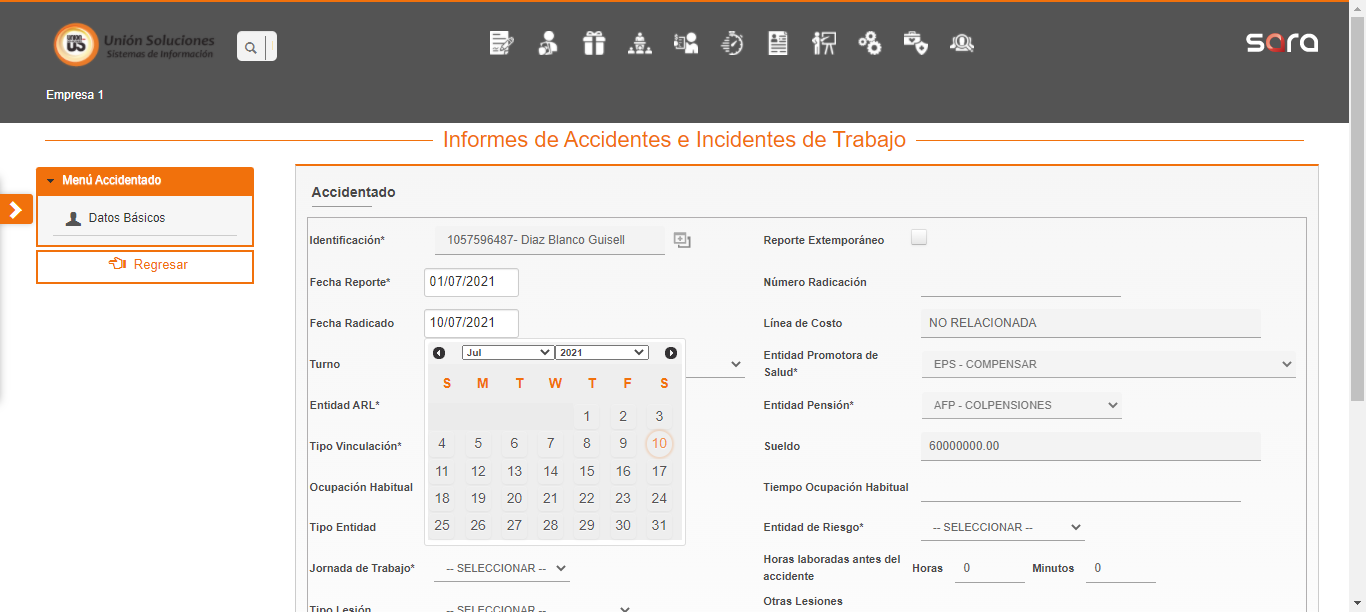 Unión Soluciones
Sistemas de Información
sara
Empresa 1
Informes de Accidentes e Incidentes de Trabajo
Menú Accidentado
Datos Básicos
Regresar
Accidentado
Identificación* 1057596487- Diaz Blanco Guisell Reporte Extemporáneo
Fecha Reporte* 01/07/2021 Número Radicación
Fecha Radicado 10/07/2021 Línea de Costo NO RELACIONADA
Turno Entidad Promotora de
Salud* EPS - COMPENSAR
Entidad ARL* Entidad Pensión* AFP - COLPENSIONES
Tipo Vinculación* Sueldo 60000000.00
Ocupación Habitual Tiempo Ocupación Habitual
Tipo Entidad Entidad de Riesgo* -- SELECCIONAR --
Jul 2021
S M T W T F S
1 2 3
4 5 6 7 8 9 10
11 12 13 14 15 16 17
18 19 20 21 22 23 24
25 26 27 28 29 30 31
Jornada de Trabajo* -- SELECCIONAR -- Horas laboradas antes del
accidente Horas 0 Minutos 0
Tipo Lesión -- SELECCIONAR -- Otras Lesiones